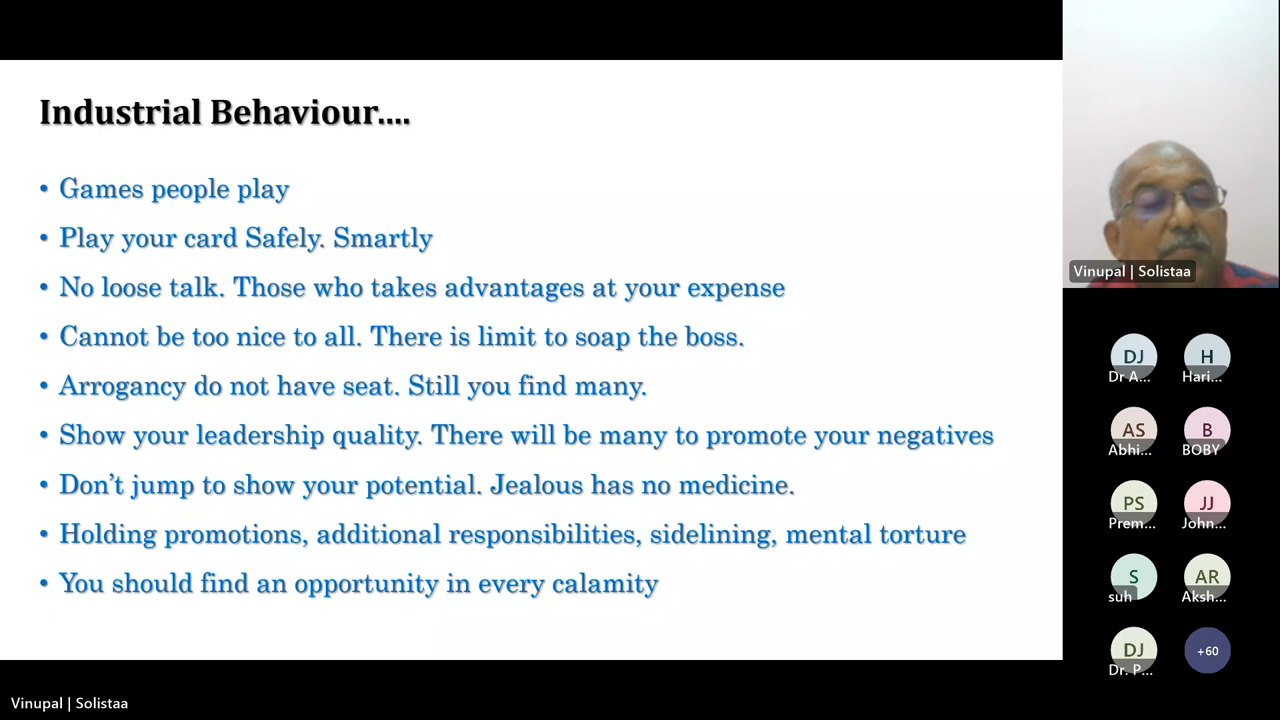 Industrial Behaviour....
• Games people play
• Play your card Safely. Smartly
• No loose talk. Those who takes advantages at your expense
• Cannot be too nice to all. There is limit to soap the boss.
• Arrogancy do not have seat. Still you find many.
• Show your leadership quality. There will be many to promote your negatives
• Don’t jump to show your potential. Jealous has no medicine.
• Holding promotions, additional responsibilities, sidelining, mental torture
• You should find an opportunity in every calamity
Vinupal | Solistaa
DJ H
Dr A... Hari...
AS B
Abhi... BOBY
PS JJ
Prem... John...
S AR
suh Aksh...
DJ +60
Dr. P...
Vinupal | Solistaa